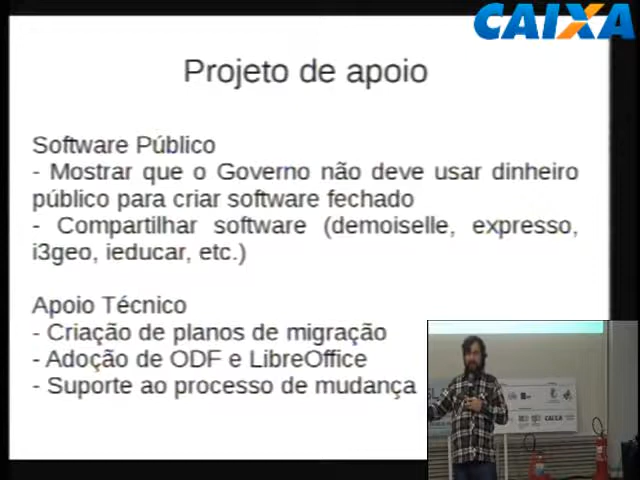 CAIXA
Projeto de apoio
Software Público
- Mostrar que o Governo não deve usar dinheiro
público para criar software fechado
- Compartilhar software (demoiselle, expresso,
i3geo, ieducar, etc.)
Apoio Técnico
- Criação de planos de migração
- Adoção de ODF e LibreOffice
- Suporte ao processo de mudança
CAIXA